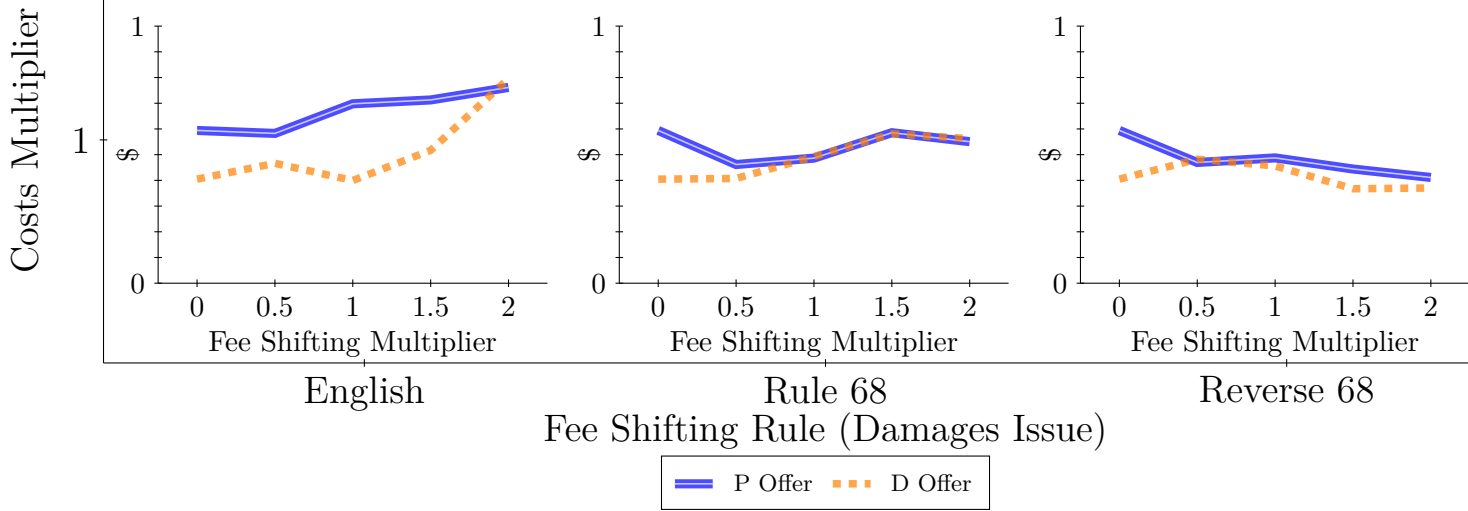 Costs Multiplier
1
1
$
0
0 0.5 1 1.5 2
Fee Shifting Multiplier
1
$
0
0 0.5 1 1.5 2
Fee Shifting Multiplier
1
$
0
0 0.5 1 1.5 2
Fee Shifting Multiplier
English Rule 68 Reverse 68
Fee Shifting Rule (Damages Issue)
P Offer D Offer